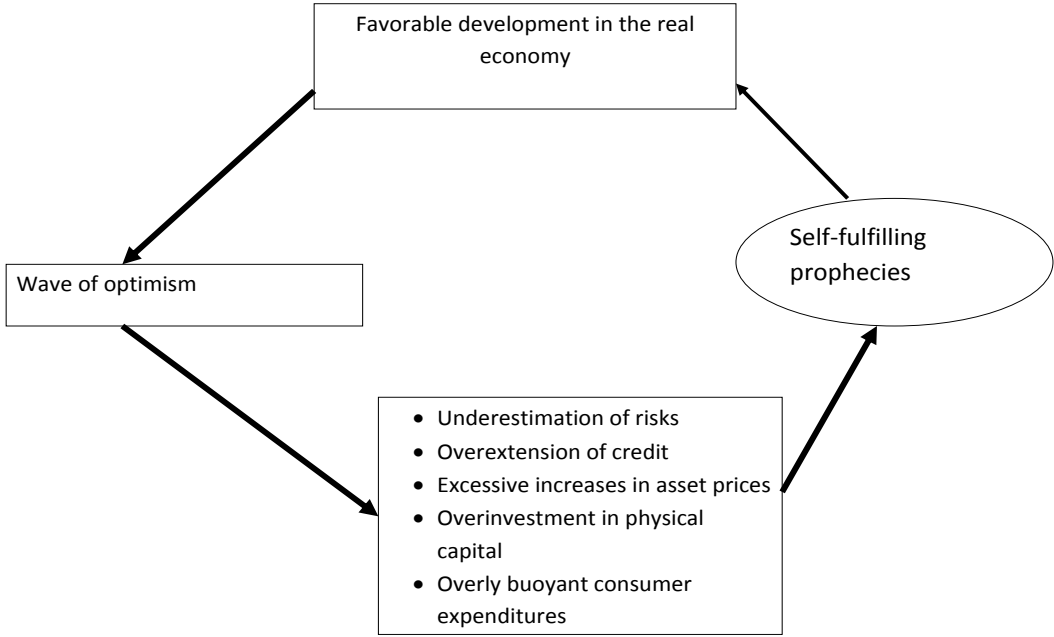 Favorable development in the real
economy
Wave of optimism
Self-fulfilling
prophecies
• Underestimation of risks
• Overextension of credit
• Excessive increases in asset prices
• Overinvestment in physical
capital
• Overly buoyant consumer
expenditures